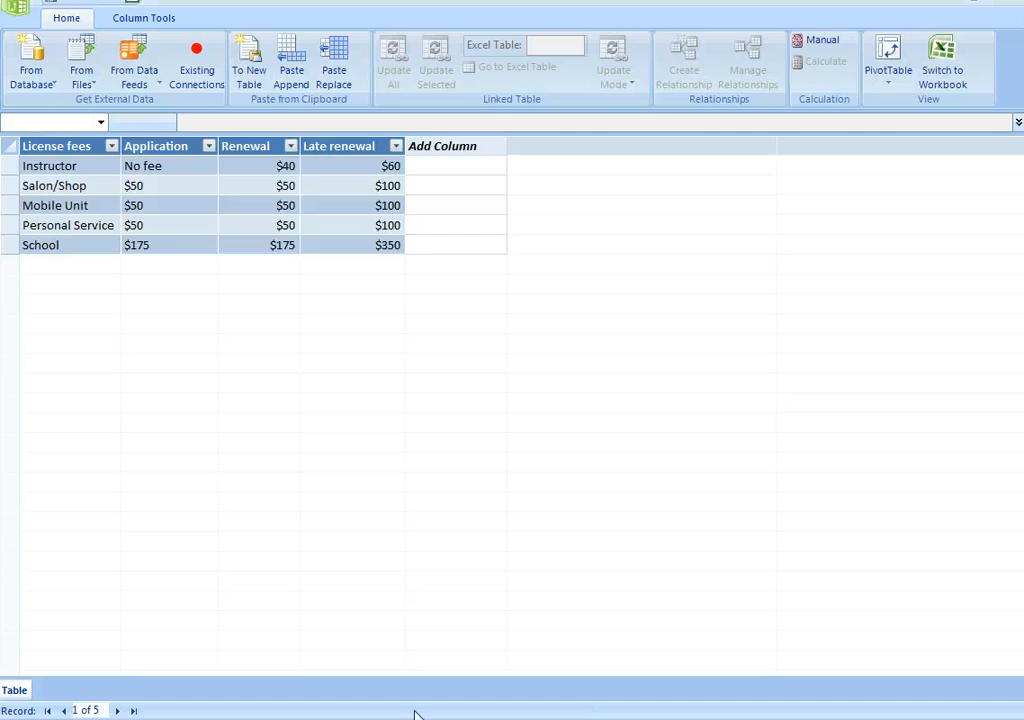 Home Column Tools
From Database From Files From Data Feeds Existing Connections To New Table Paste Append Paste Replace Update All Update Selected Excel Table: Go to Excel Table Update Mode Create Relationship Manage Relationships Manual Calculate PivotTable Switch to Workbook
Get External Data Paste from Clipboard Linked Table Relationships Calculation View
License fees Application Renewal Late renewal Add Column
Instructor No fee $40 $60
Salon/Shop $50 $50 $100
Mobile Unit $50 $50 $100
Personal Service $50 $50 $100
School $175 $175 $350
Table
Record: 1 of 5